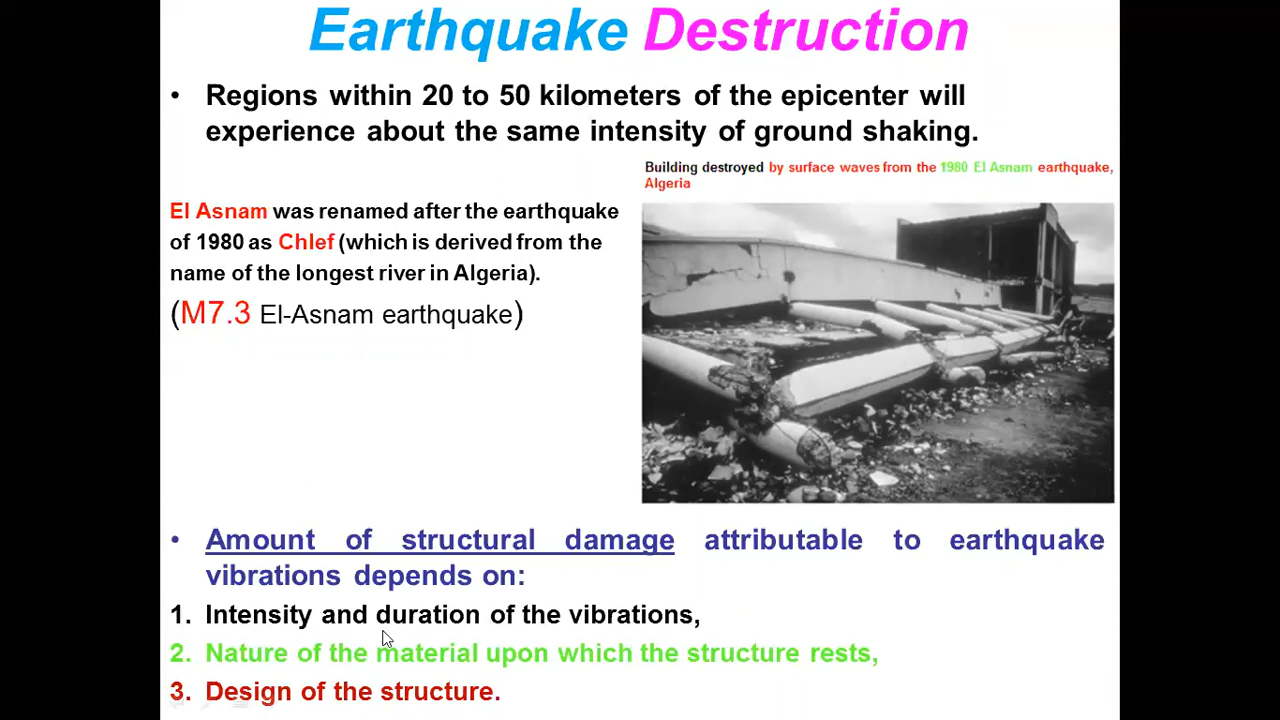 Earthquake Destruction
• Regions within 20 to 50 kilometers of the epicenter will
experience about the same intensity of ground shaking.
Building destroyed by surface waves from the 1980 El Asnam earthquake,
Algeria
El Asnam was renamed after the earthquake
of 1980 as Chlef (which is derived from the
name of the longest river in Algeria).
(M7.3 El-Asnam earthquake)
• Amount of structural damage attributable to earthquake
vibrations depends on:
1. Intensity and duration of the vibrations,
2. Nature of the material upon which the structure rests,
3. Design of the structure.